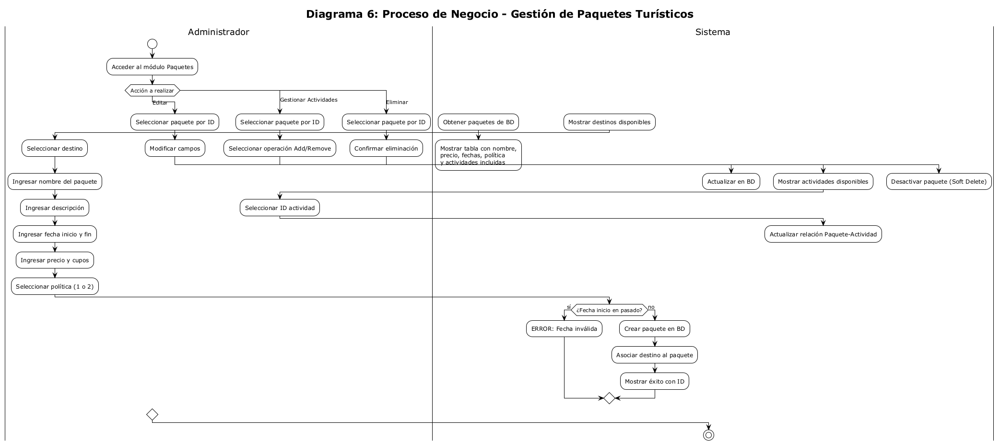 Diagrama 6: Proceso de Negocio - Gestión de Paquetes Turísticos
Administrador
Sistema
Acceder al módulo Paquetes
Acción a realizar
Editar
Gestionar Actividades
Eliminar
Seleccionar paquete por ID
Seleccionar paquete por ID
Seleccionar paquete por ID
Obtener paquetes de BD
Mostrar destinos disponibles
Seleccionar destino
Modificar campos
Seleccionar operación Add/Remove
Confirmar eliminación
Mostrar tabla con nombre,
precio, fechas, política
y actividades incluidas
Ingresar nombre del paquete
Actualizar en BD
Mostrar actividades disponibles
Desactivar paquete (Soft Delete)
Ingresar descripción
Seleccionar ID actividad
Ingresar fecha inicio y fin
Actualizar relación Paquete-Actividad
Ingresar precio y cupos
Seleccionar política (1 o 2)
sí
¿Fecha inicio en pasado?
no
ERROR: Fecha inválida
Crear paquete en BD
Asociar destino al paquete
Mostrar éxito con ID